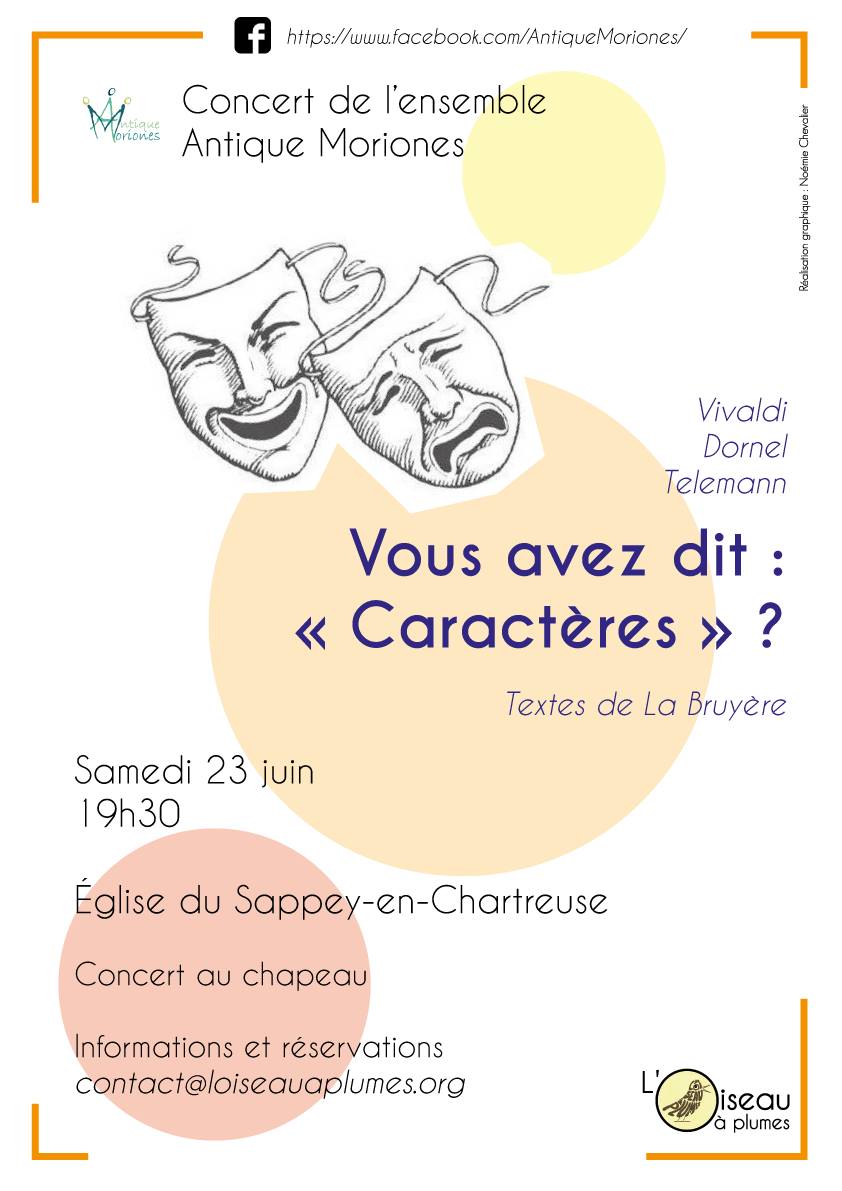 https://www.facebook.com/AntiqueMoriones/
Concert de l'ensemble
Antique Moriones
Antique
Moriones
Réalisation graphique : Noémie Chevalier
Vivaldi
Dornel
Telemann
Vous avez dit :
« Caractères » ?
Textes de La Bruyère
Samedi 23 juin
19h30
Église du Sappey-en-Chartreuse
Concert au chapeau
Informations et réservations
contact@loiseauaplumes.org
L'Oiseau
à plumes